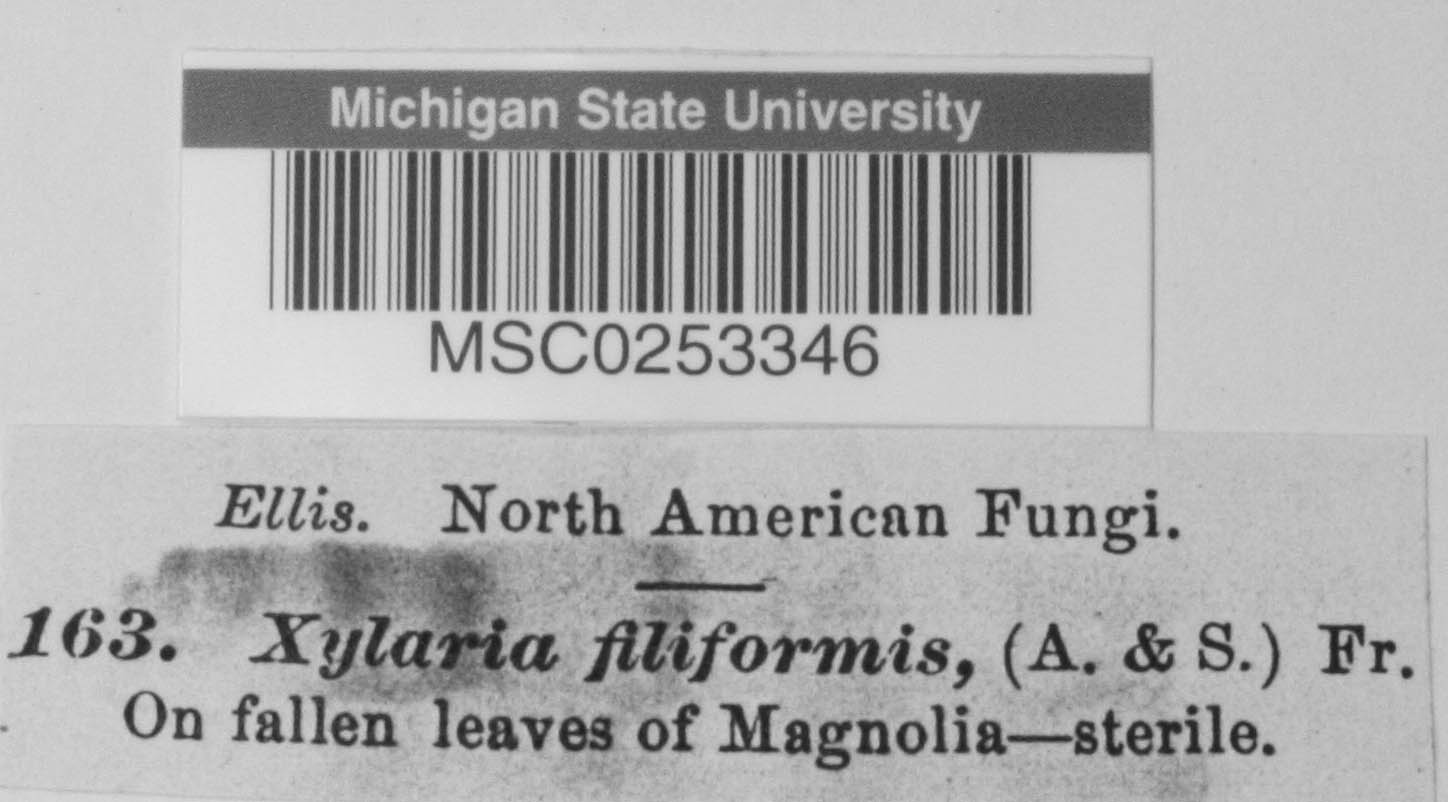 Michigan State University
MSC0253346
Ellis. North American Fungi.
163. Xylaria filiformis, (A. & S.) Fr.
On fallen leaves of Magnolia—sterile.